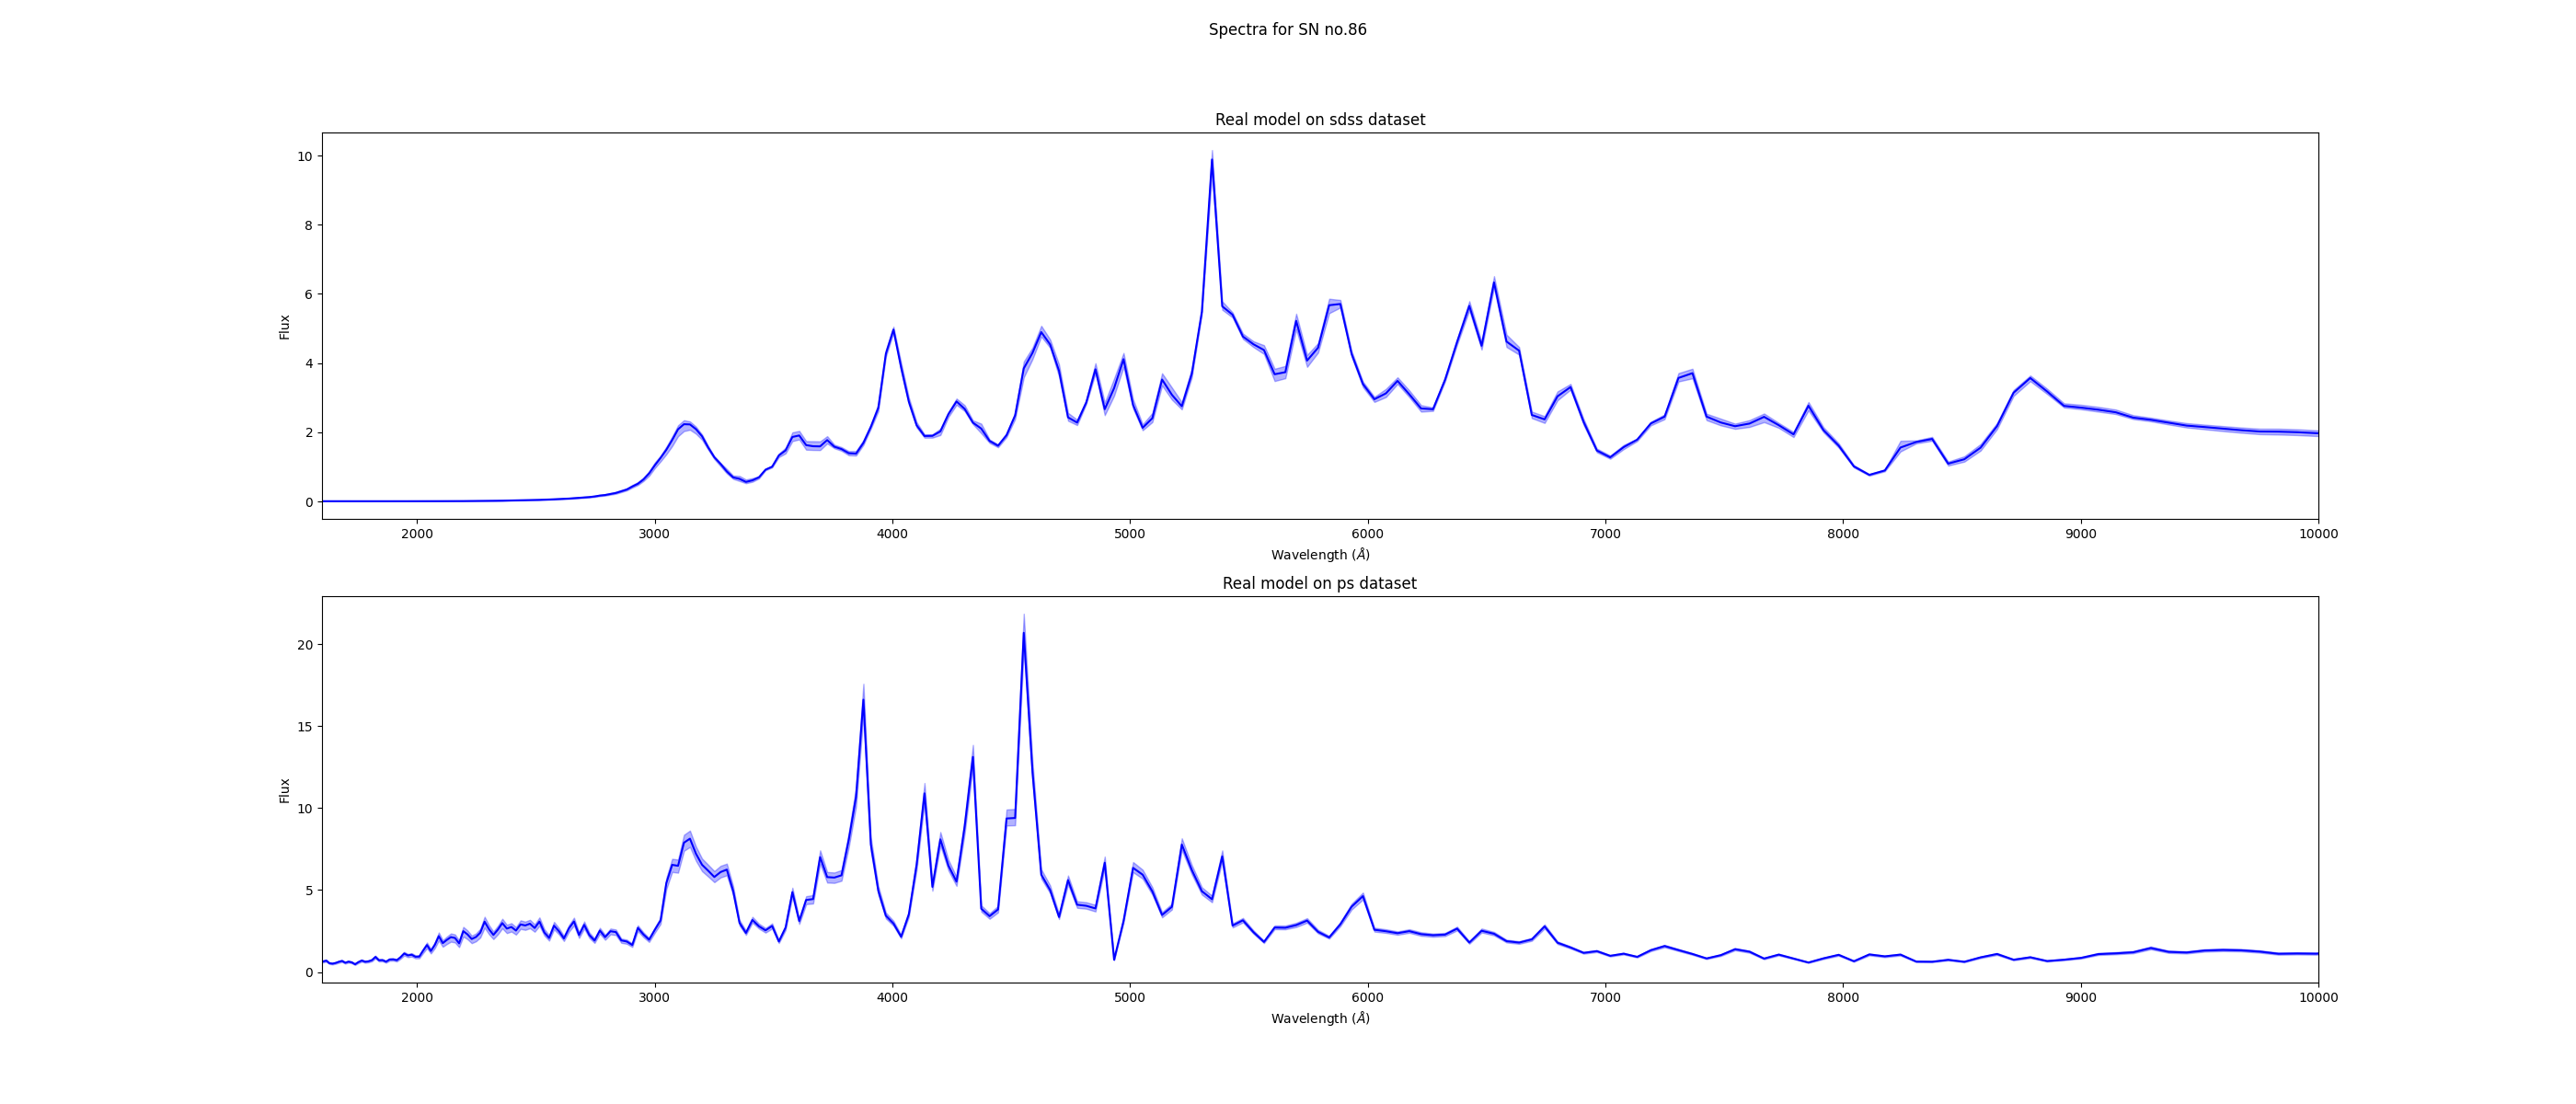 Spectra for SN no.86
Real model on sdss dataset
10
8
6
4
2
0
Flux
2000 3000 4000 5000 6000 7000 8000 9000 10000
Wavelength (Å)
Real model on ps dataset
20
15
10
5
0
Flux
2000 3000 4000 5000 6000 7000 8000 9000 10000
Wavelength (Å)